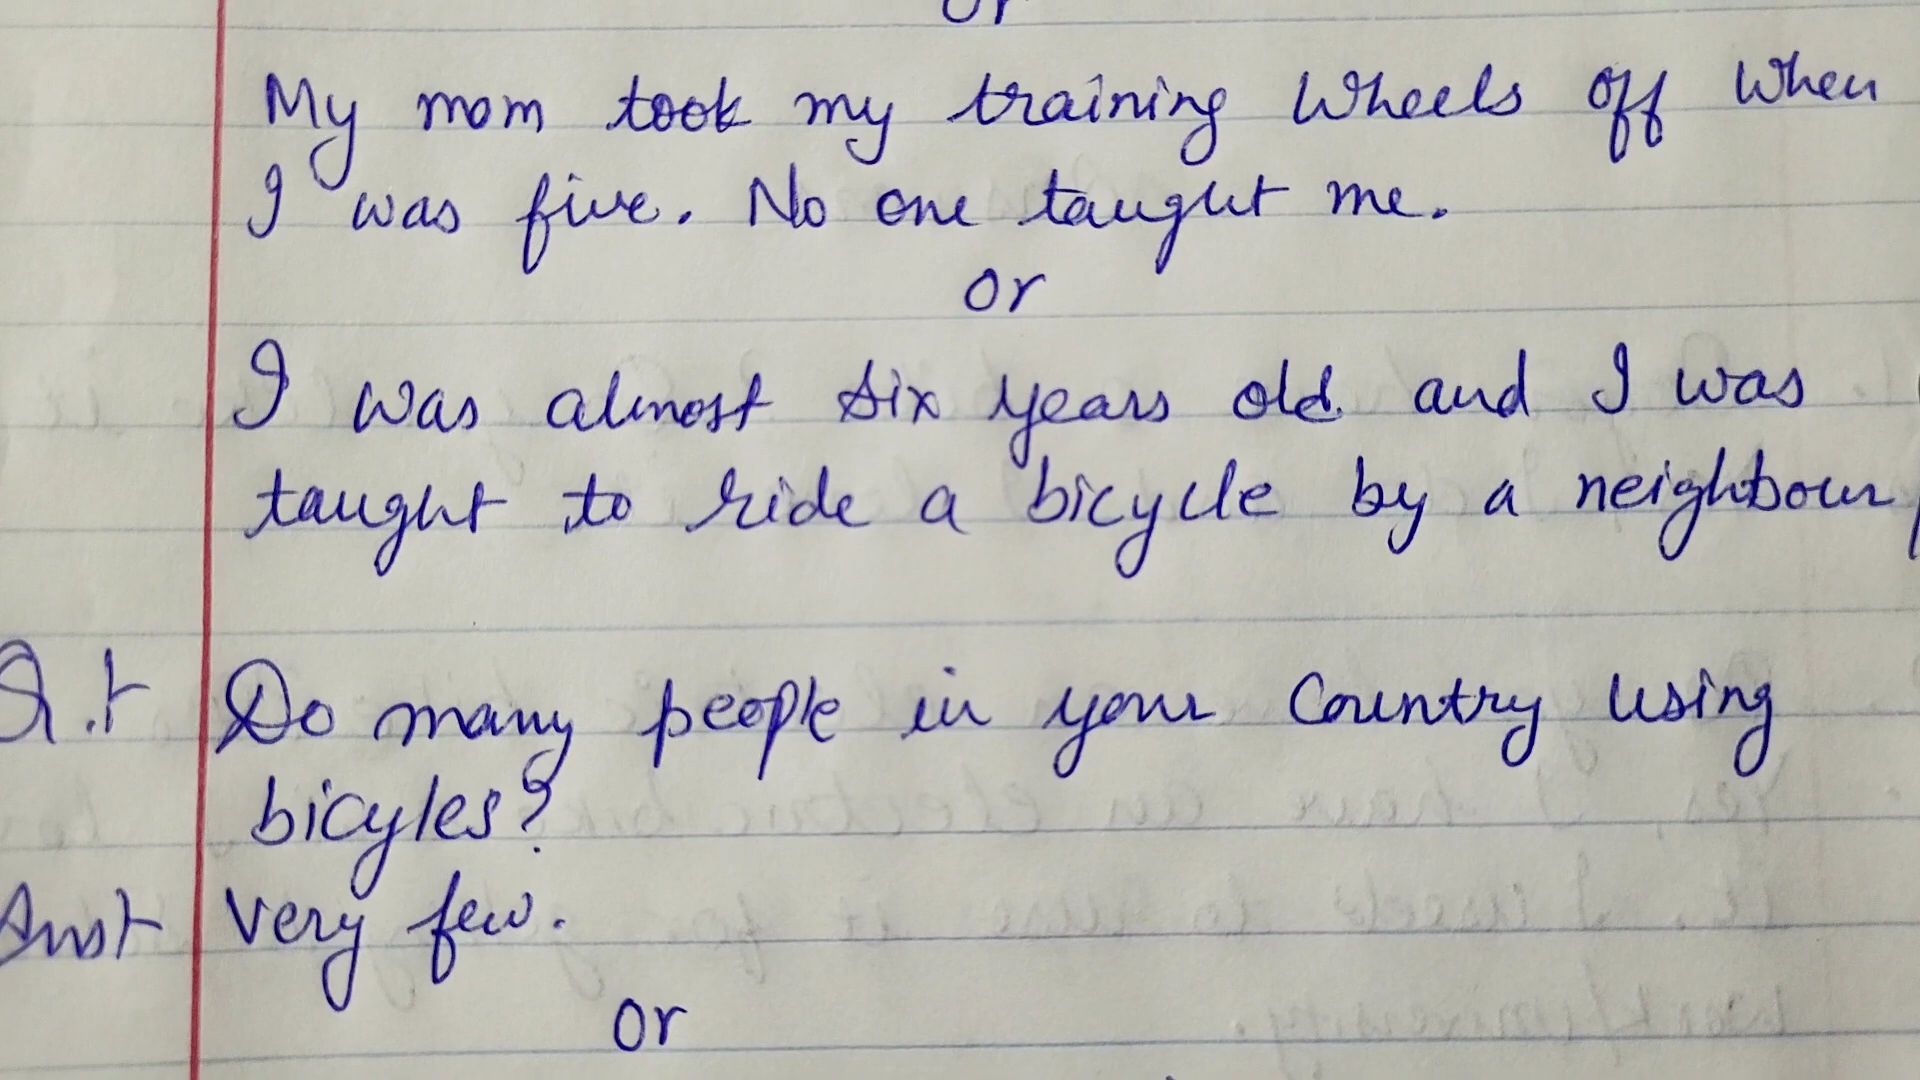 or
My mom took my training wheels off when
I was five. No one taught me.
or
I was almost six years old and I was
taught to ride a bicycle by a neighbour
Do many people in your country using
bicyles?
Very few.
or